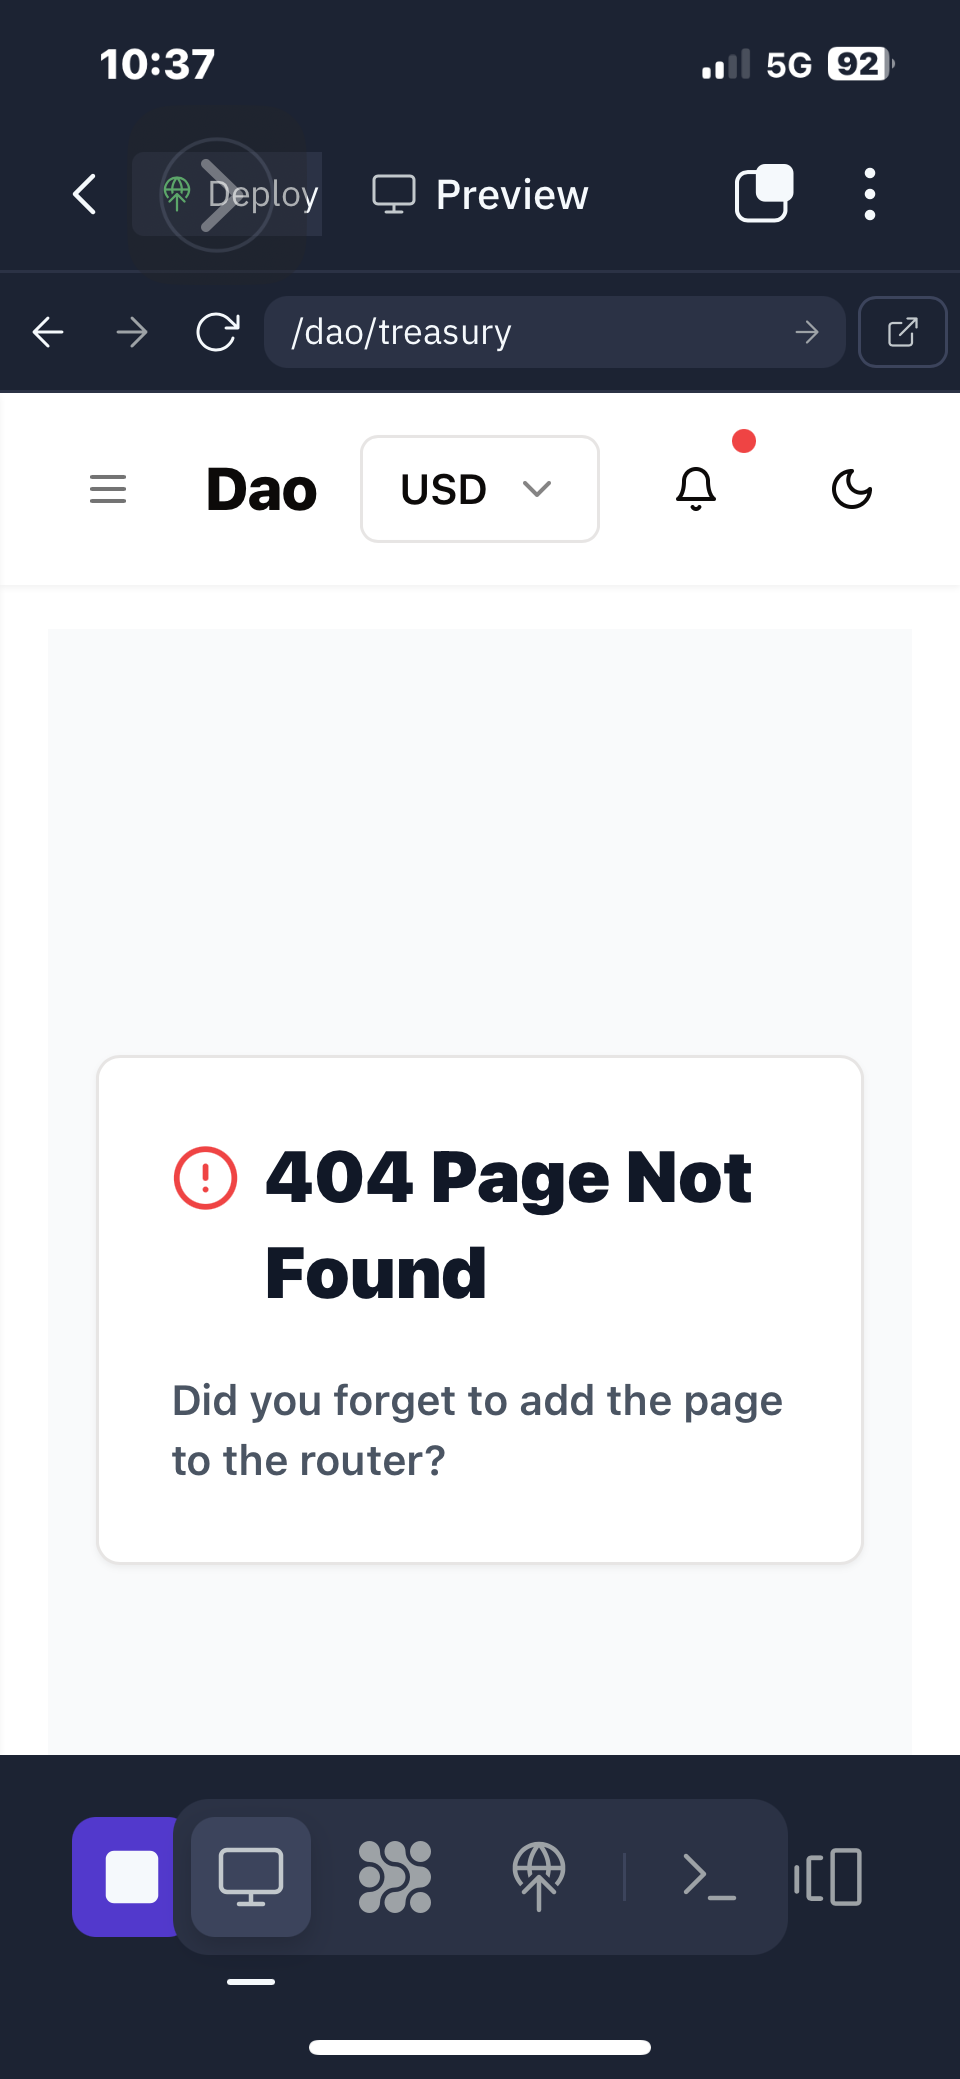 10:37
5G 92
Deploy
Preview
/dao/treasury
Dao
USD
404 Page Not
Found
Did you forget to add the page
to the router?